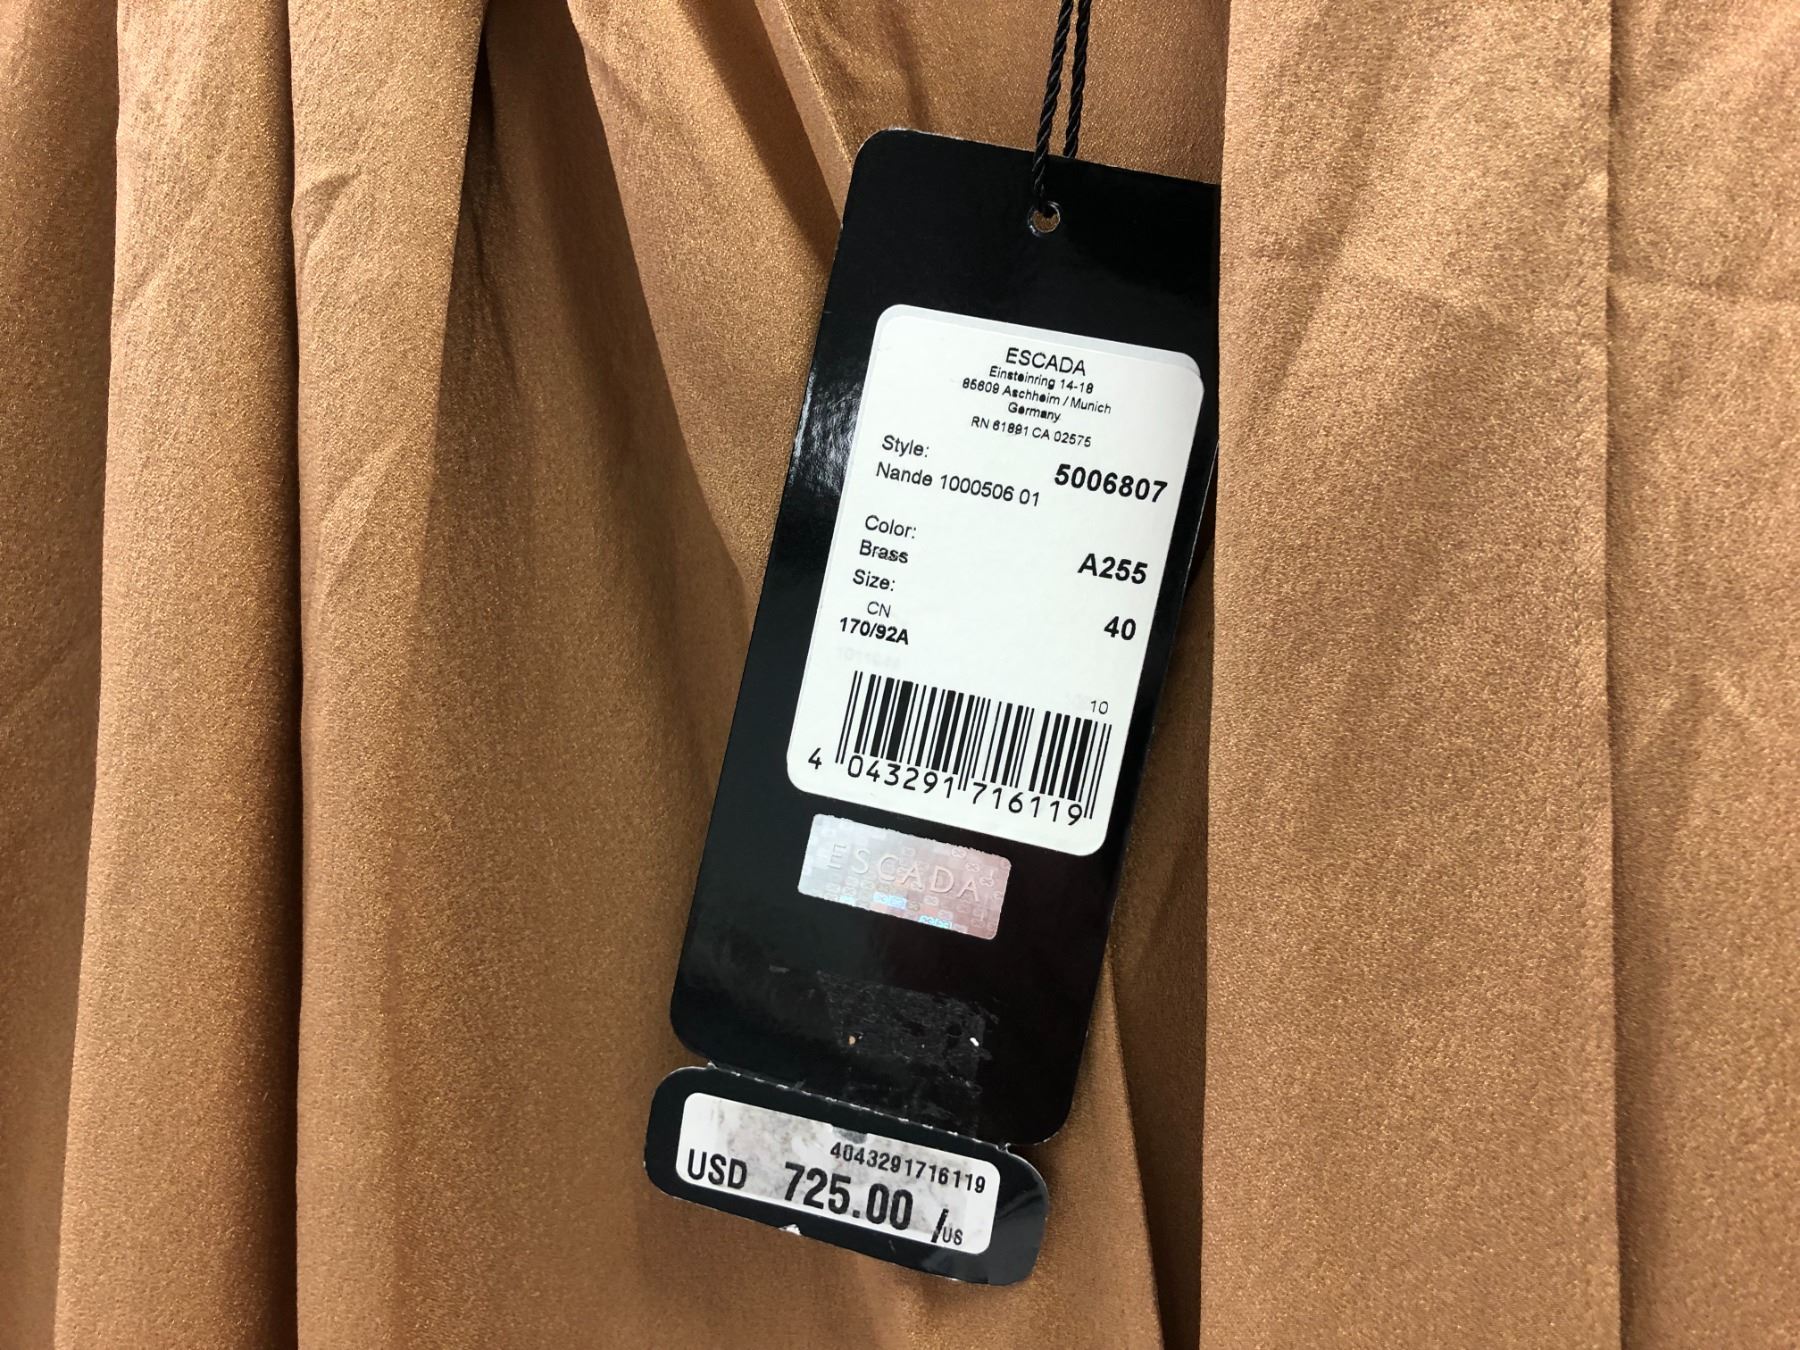 ESCADA
Einsteinring 14-18
85609 Aschheim / Munich
Germany
RN 61891 CA 02575
Style:
Nande 1000506 01 5006807
Color:
Brass A255
Size:
CN
170/92A 40
10
4 043291 716119
ESCADA
4043291716119
USD 725.00 /US